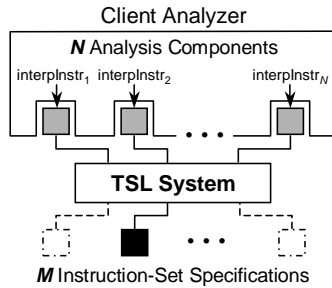 Client Analyzer
N Analysis Components
interpInstr1 interpInstr2 interpInstrN
• • •
TSL System
• • •
M Instruction-Set Specifications